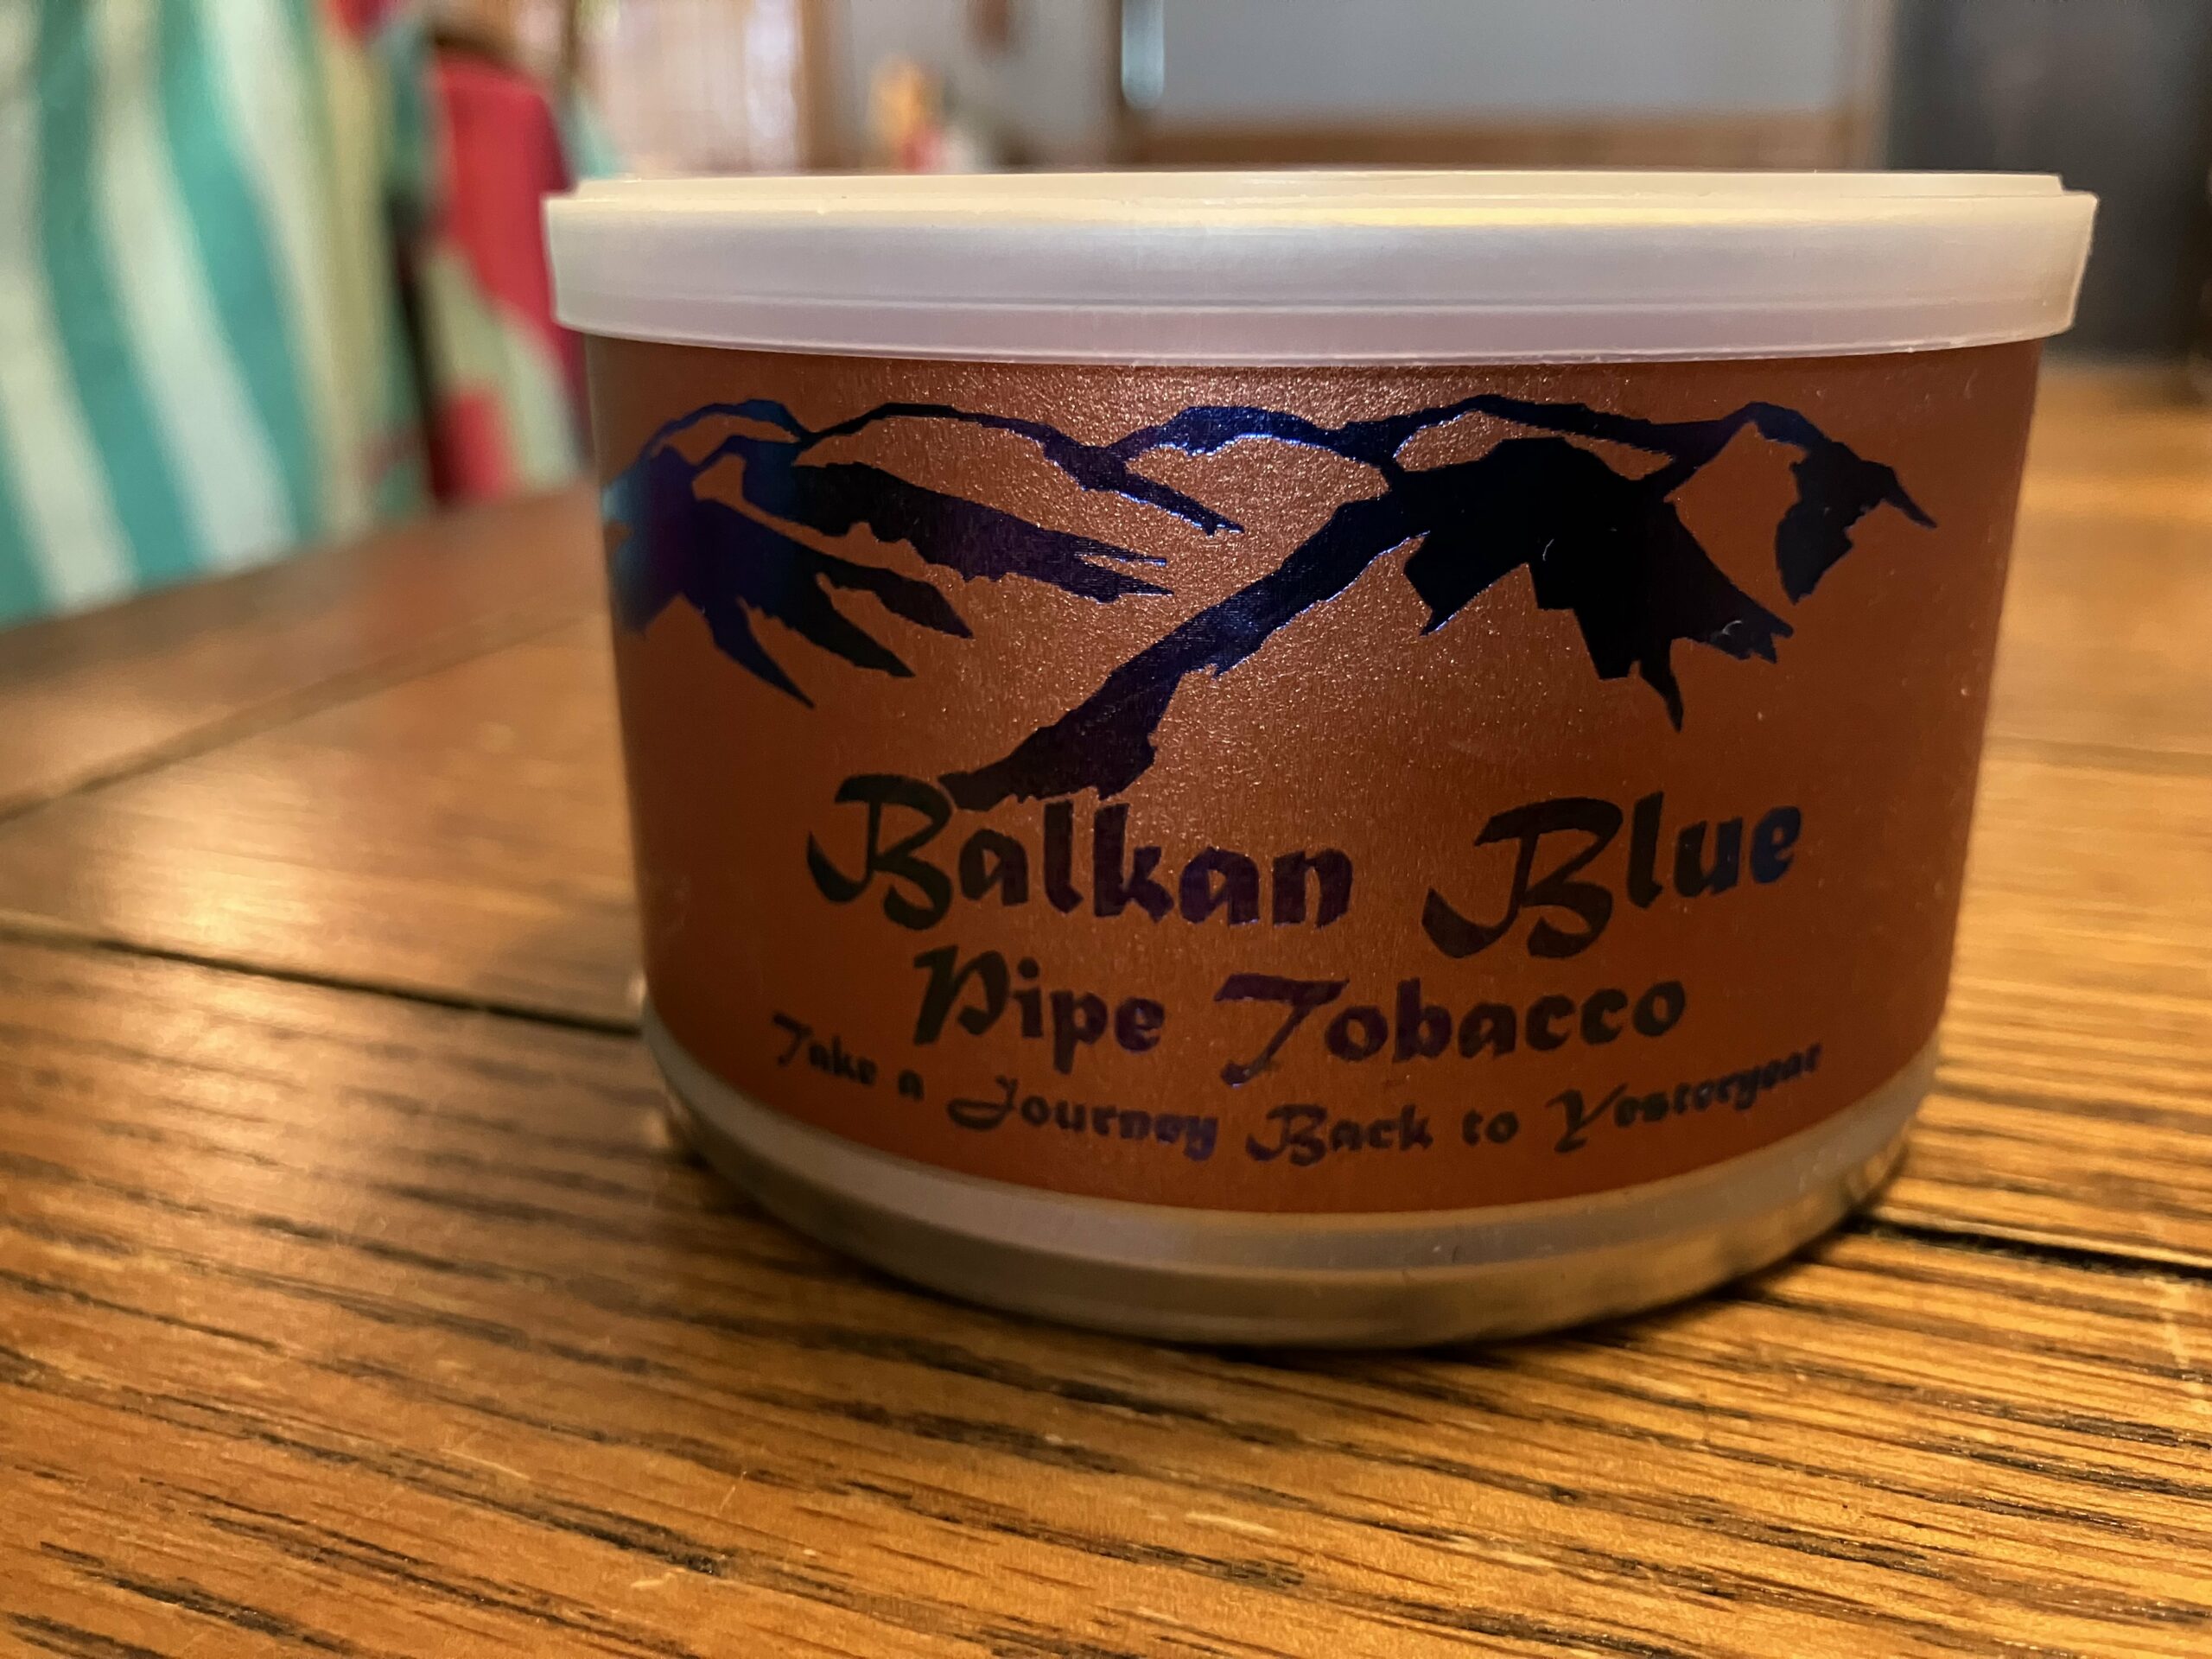 Balkan Blue
Pipe Tobacco
Take a Journey Back to Yesteryear